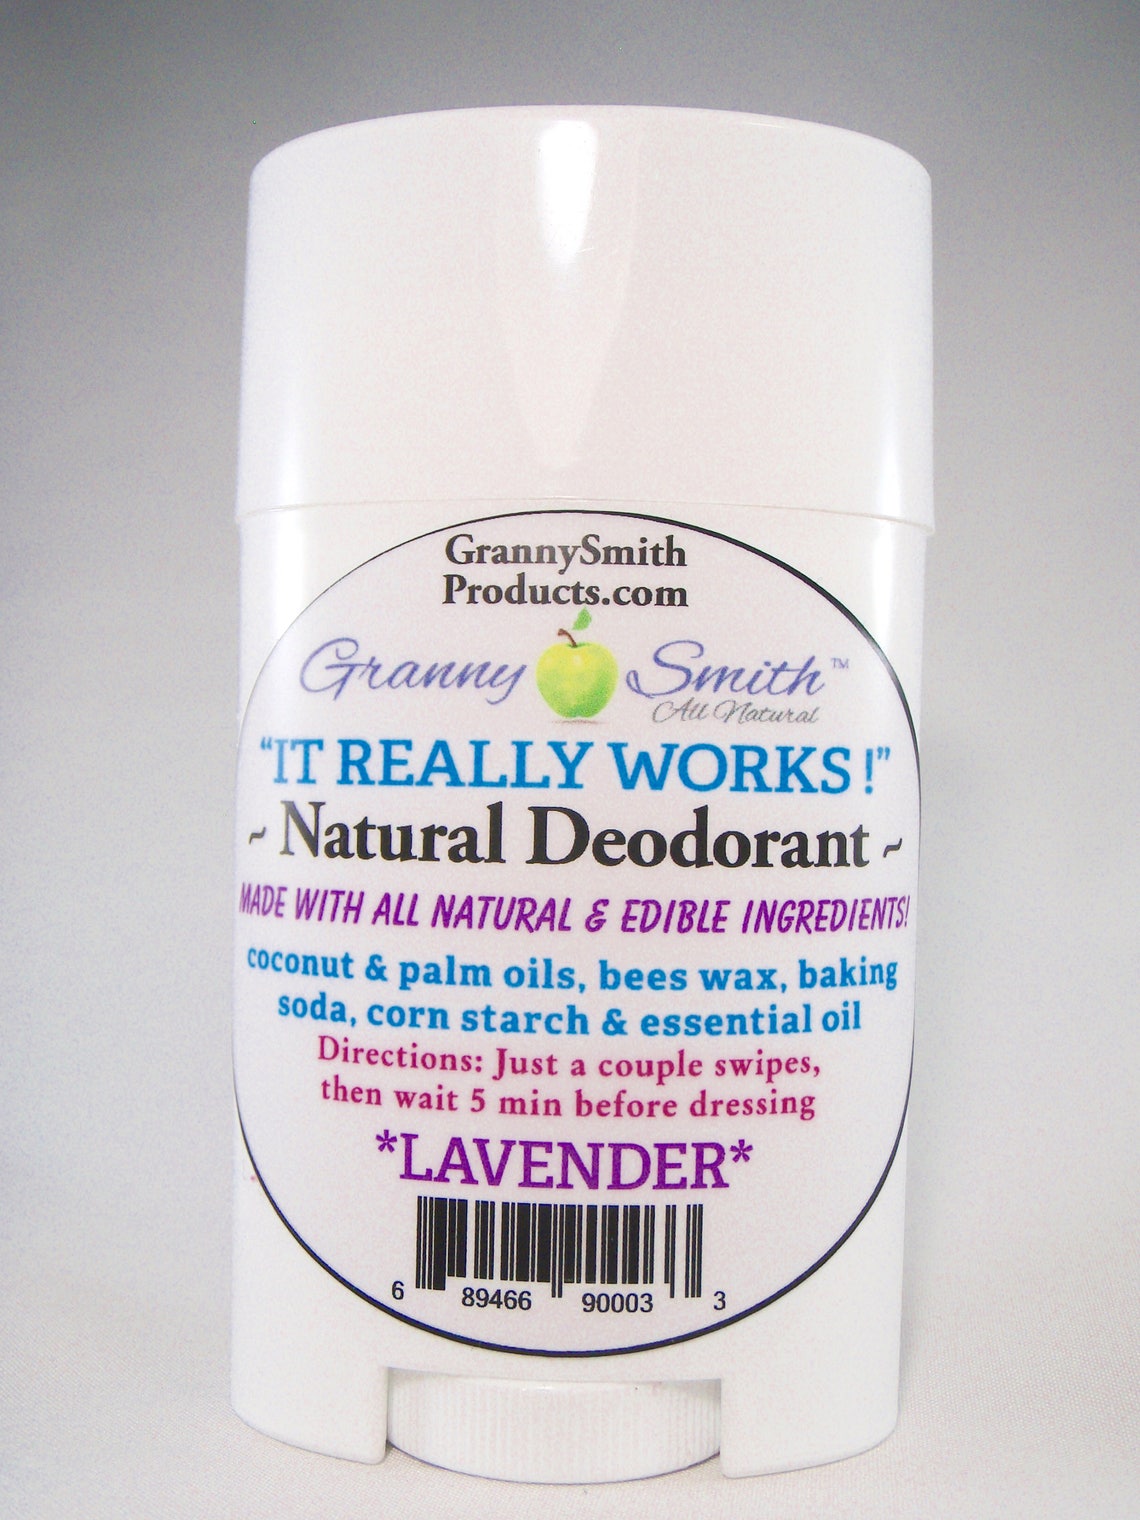 GrannySmith
Products.com
Granny Smith™
All Natural
"IT REALLY WORKS!"
~ Natural Deodorant ~
MADE WITH ALL NATURAL & EDIBLE INGREDIENTS!
coconut & palm oils, bees wax, baking
soda, corn starch & essential oil
Directions: Just a couple swipes,
then wait 5 min before dressing
*LAVENDER*
6 89466 90003 3